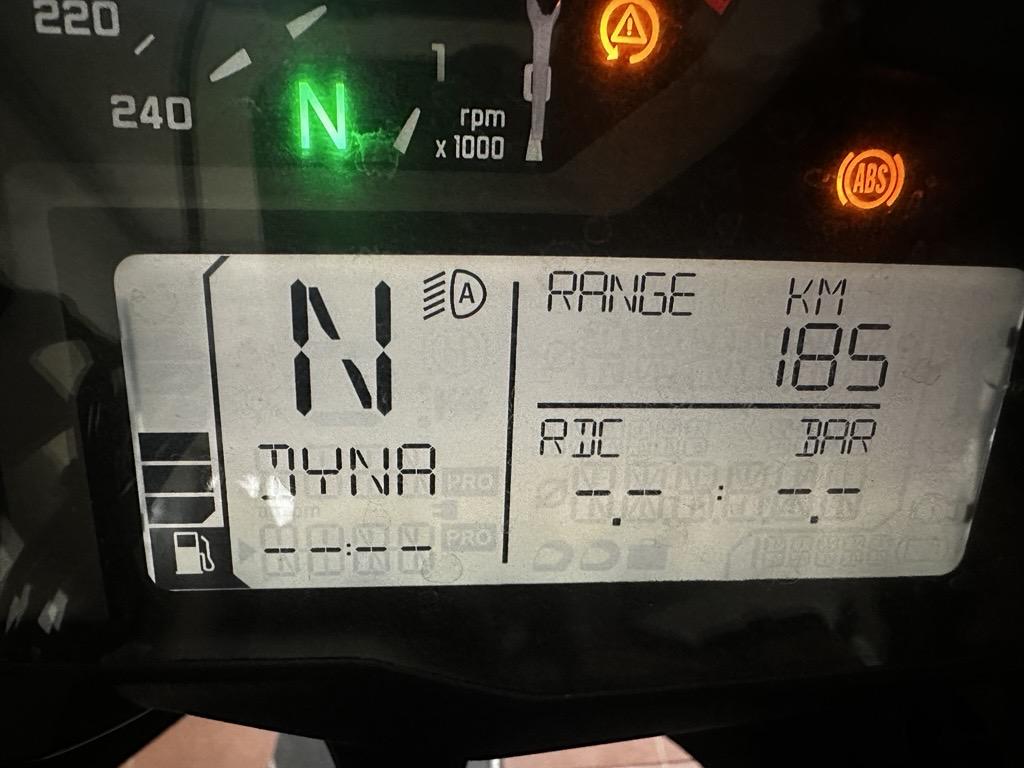 220
240
N
1
rpm
x 1000
ABS
N
A
RANGE KM
185
RDC BAR
--.-- : --.--
DYNA
PRO
--:--
PRO